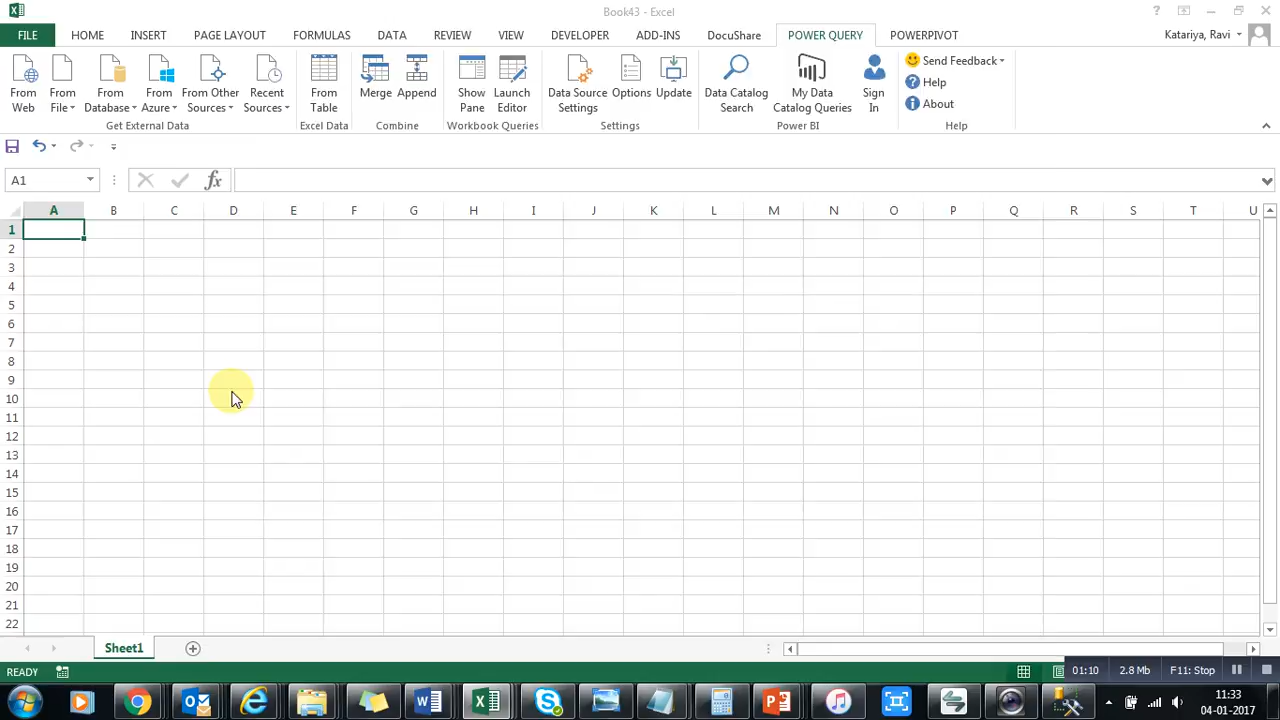 Book43 - Excel
?
FILE HOME INSERT PAGE LAYOUT FORMULAS DATA REVIEW VIEW DEVELOPER ADD-INS DocuShare POWER QUERY POWERPIVOT Katariya, Ravi
From Web
From File
From Database
From Azure
From Other Sources
Recent Sources
Get External Data
From Table
Excel Data
Merge
Append
Combine
Show Pane
Launch Editor
Workbook Queries
Data Source Settings
Options
Update
Settings
Data Catalog Search
My Data Catalog Queries
Sign In
Power BI
Send Feedback
Help
About
Help
A1
fx
A B C D E F G H I J K L M N O P Q R S T U
1
2
3
4
5
6
7
8
9
10
11
12
13
14
15
16
17
18
19
20
21
22
Sheet1
READY
01:10 2.8 Mb F11: Stop
11:33
04-01-2017